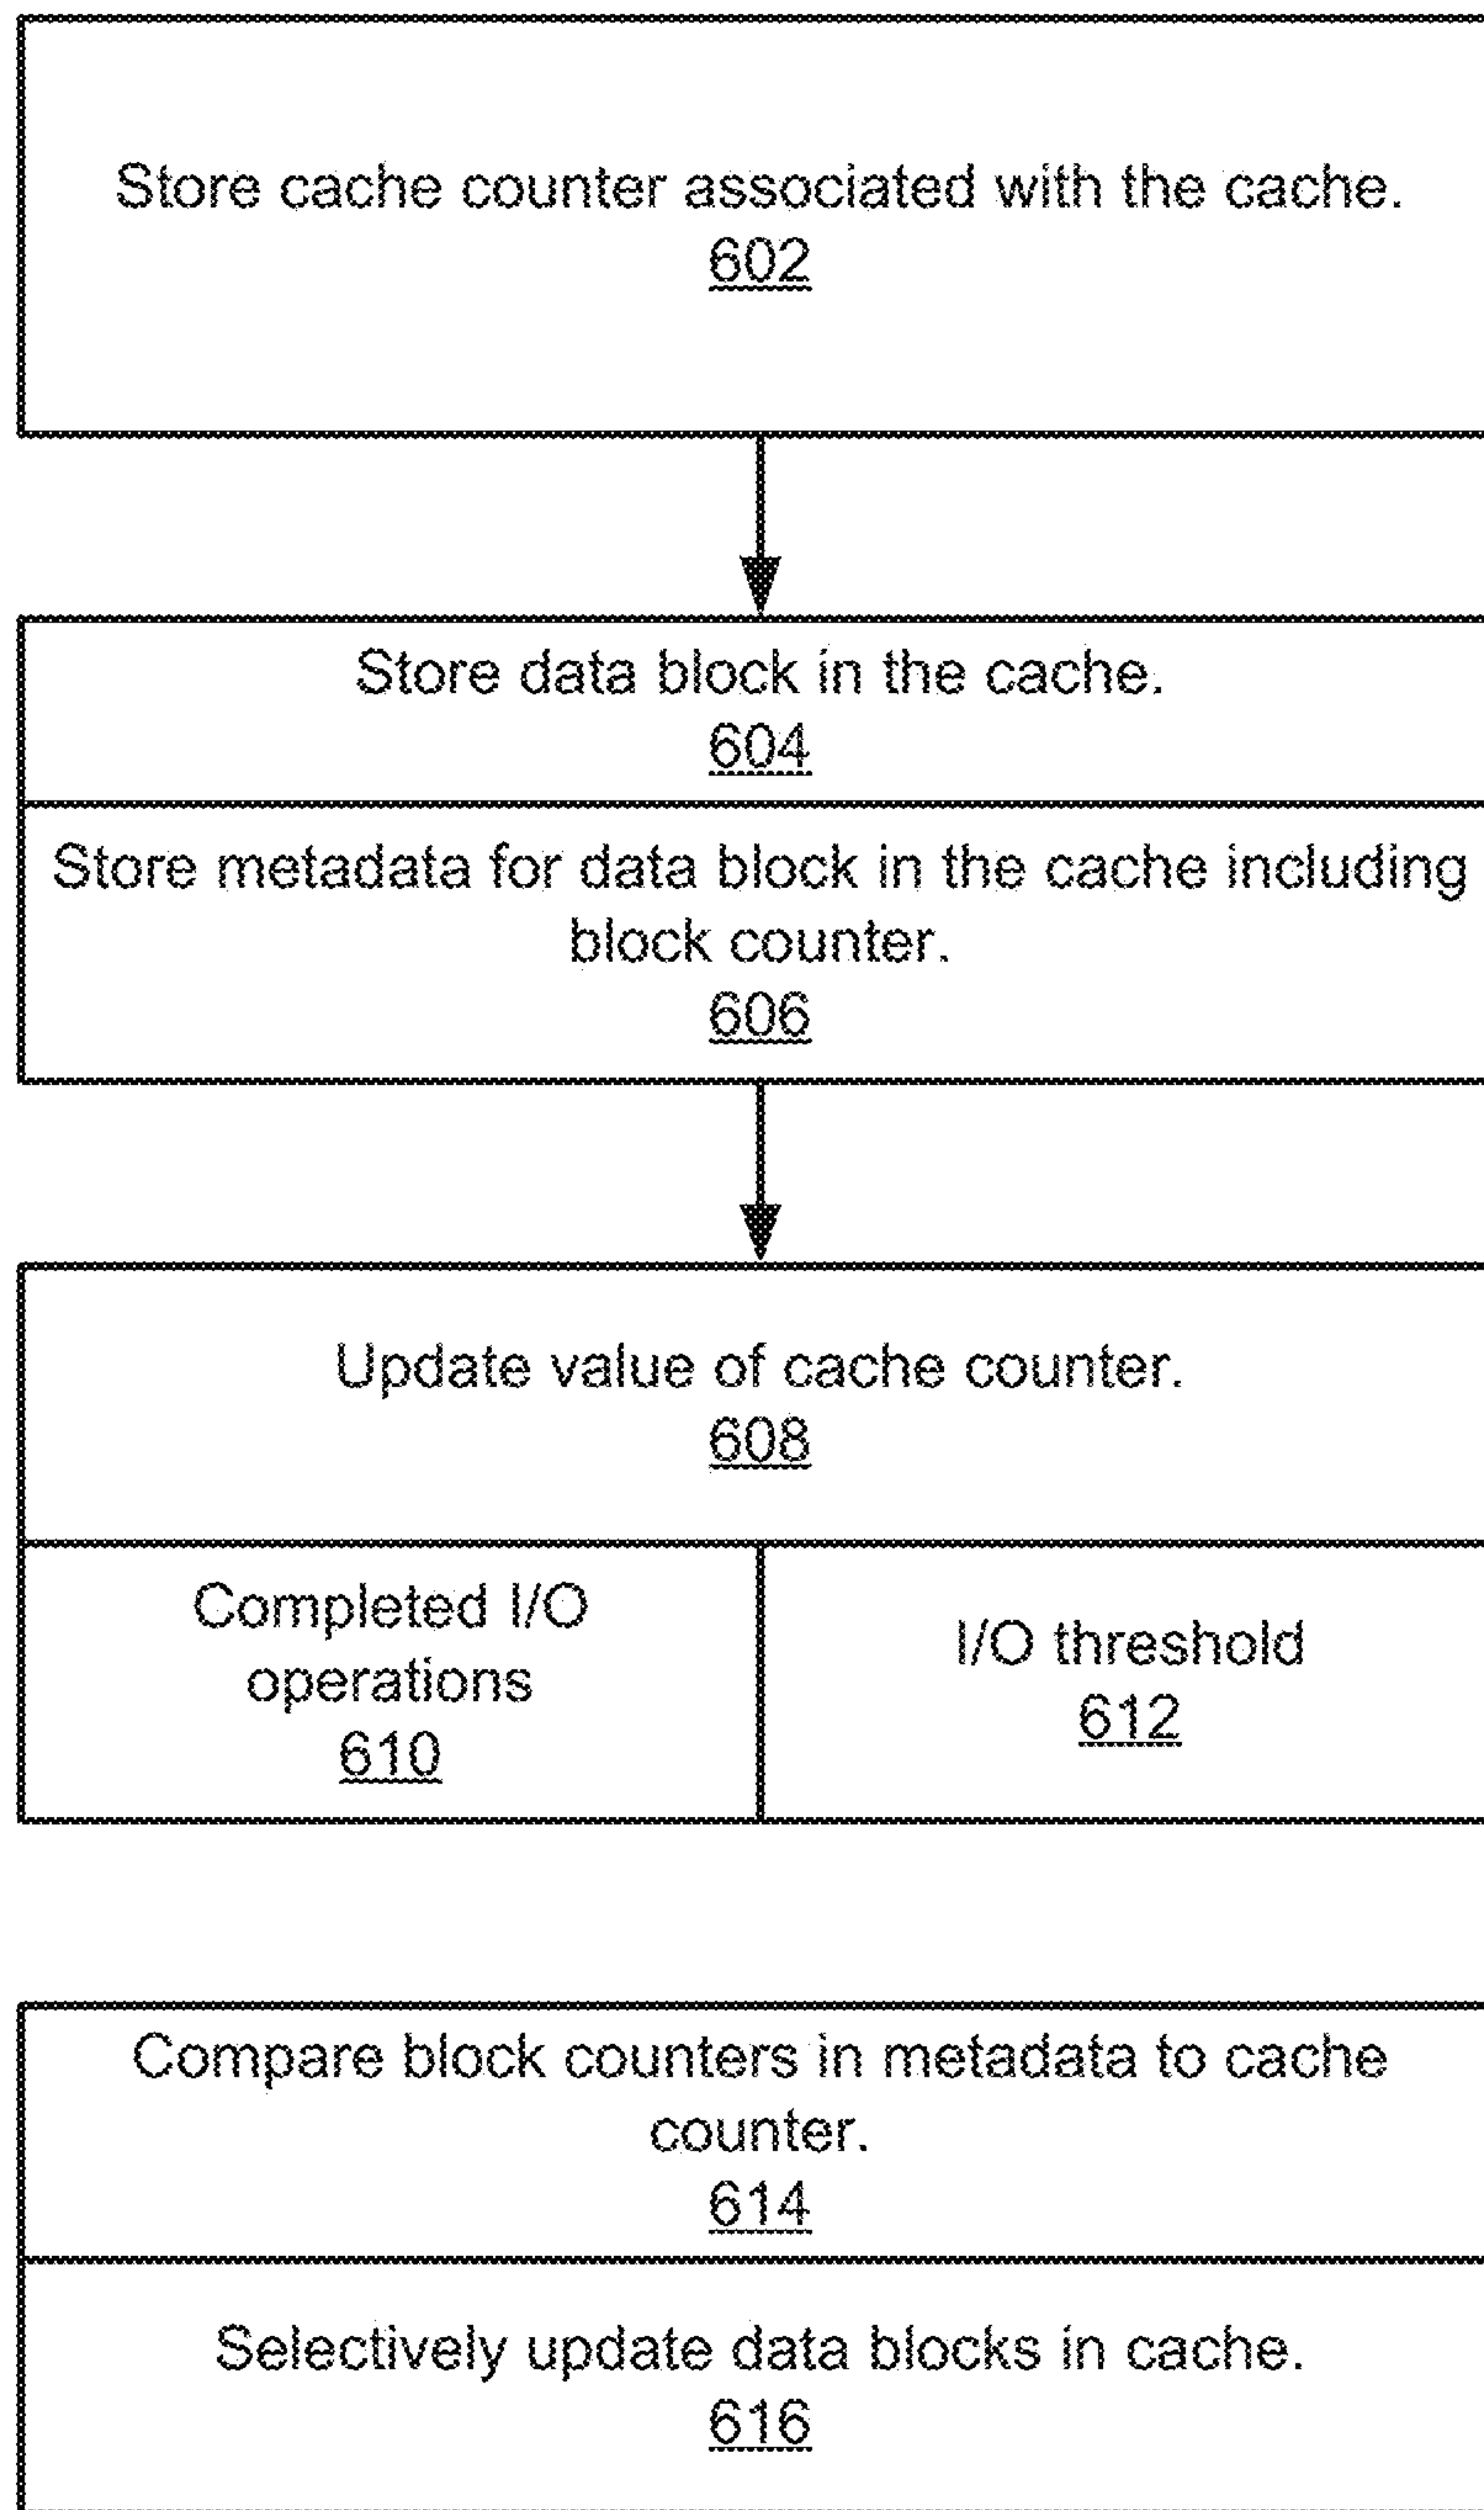 Store cache counter associated with the cache.
602
Store data block in the cache.
604
Store metadata for data block in the cache including
block counter.
606
Update value of cache counter.
608
Completed I/O
operations
610
I/O threshold
612
Compare block counters in metadata to cache
counter.
614
Selectively update data blocks in cache.
616